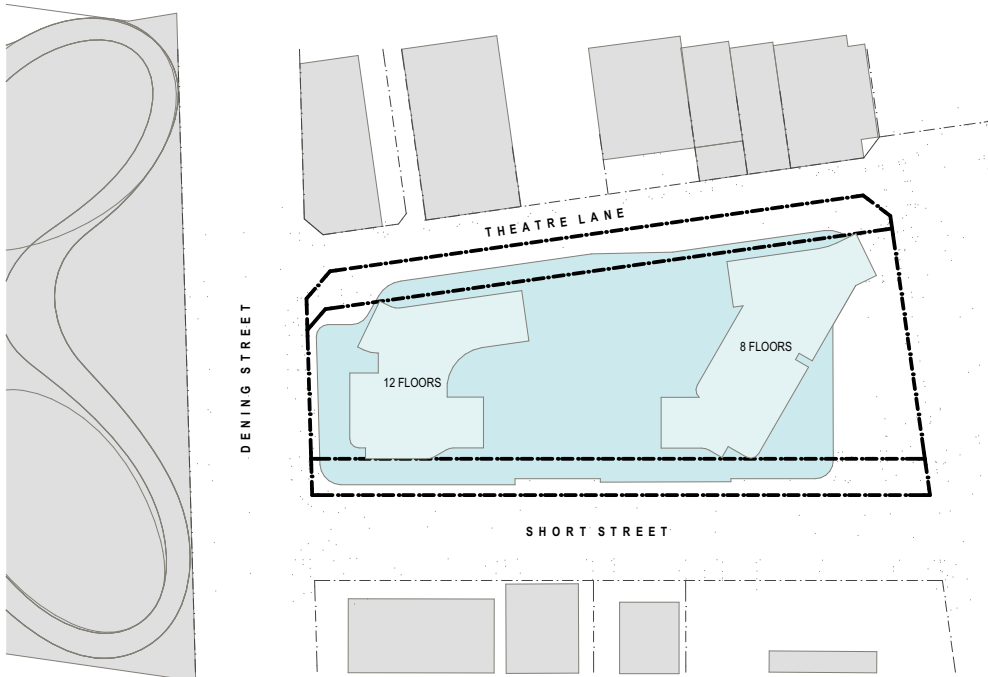 THEATRE LANE
DENING STREET
8 FLOORS
12 FLOORS
SHORT STREET